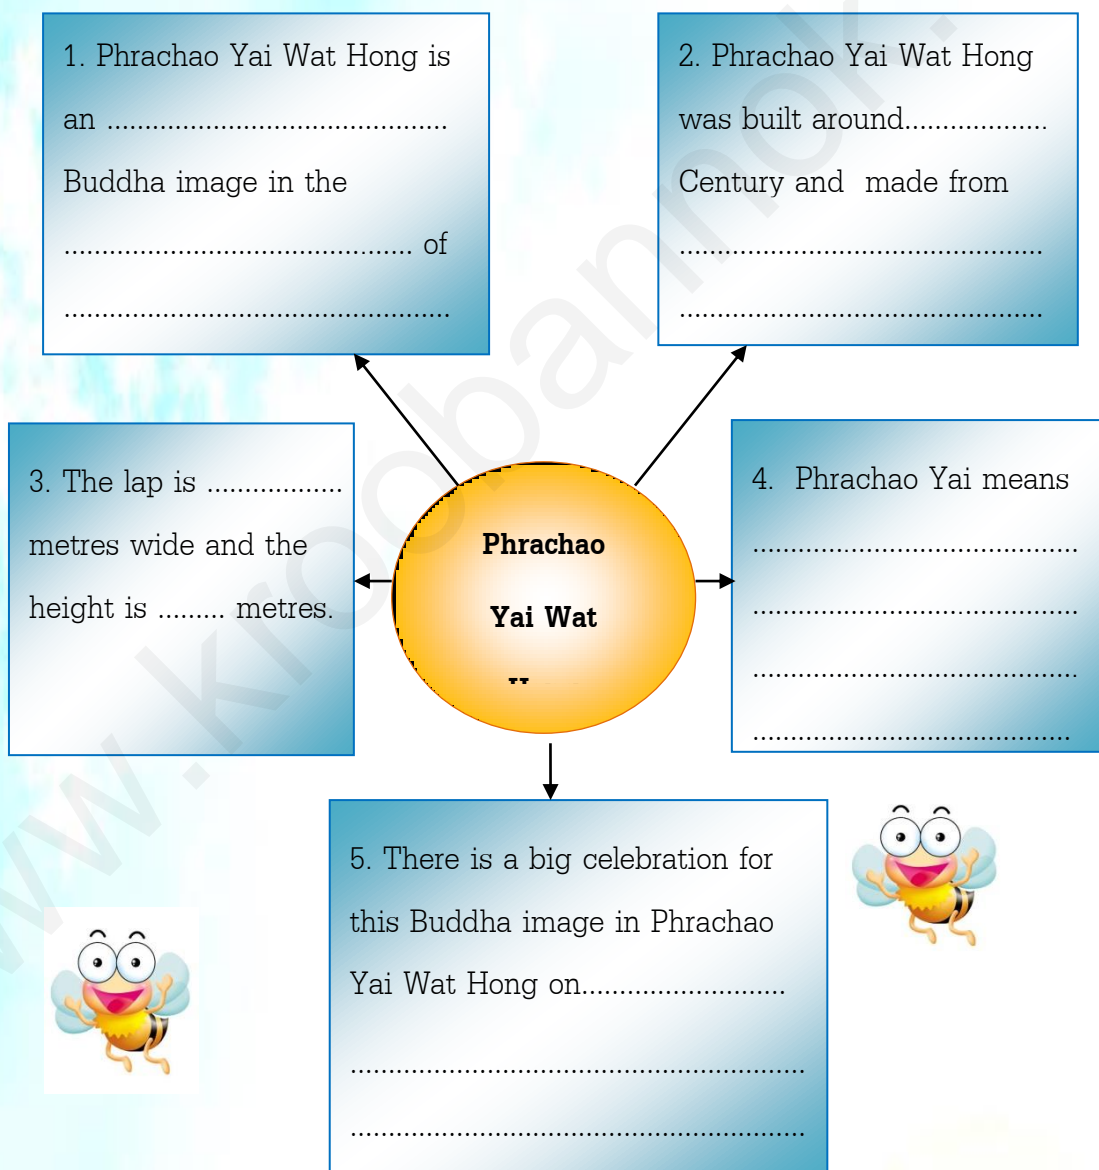 1. Phrachao Yai Wat Hong is
an .............................................
Buddha image in the
.............................................. of
...................................................
2. Phrachao Yai Wat Hong
was built around...................
Century and made from
................................................
................................................
3. The lap is ..................
metres wide and the
height is ......... metres.
4. Phrachao Yai means
...........................................
...........................................
...........................................
..........................................
Phrachao
Yai Wat
5. There is a big celebration for
this Buddha image in Phrachao
Yai Wat Hong on...........................
............................................................
............................................................